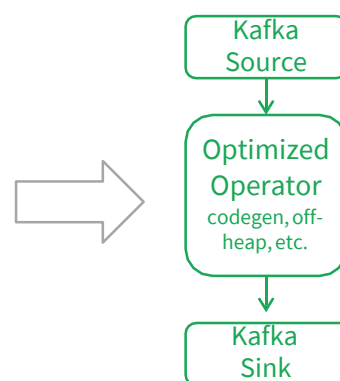 Kafka
Source
Optimized
Operator
codegen, off-
heap, etc.
Kafka
Sink